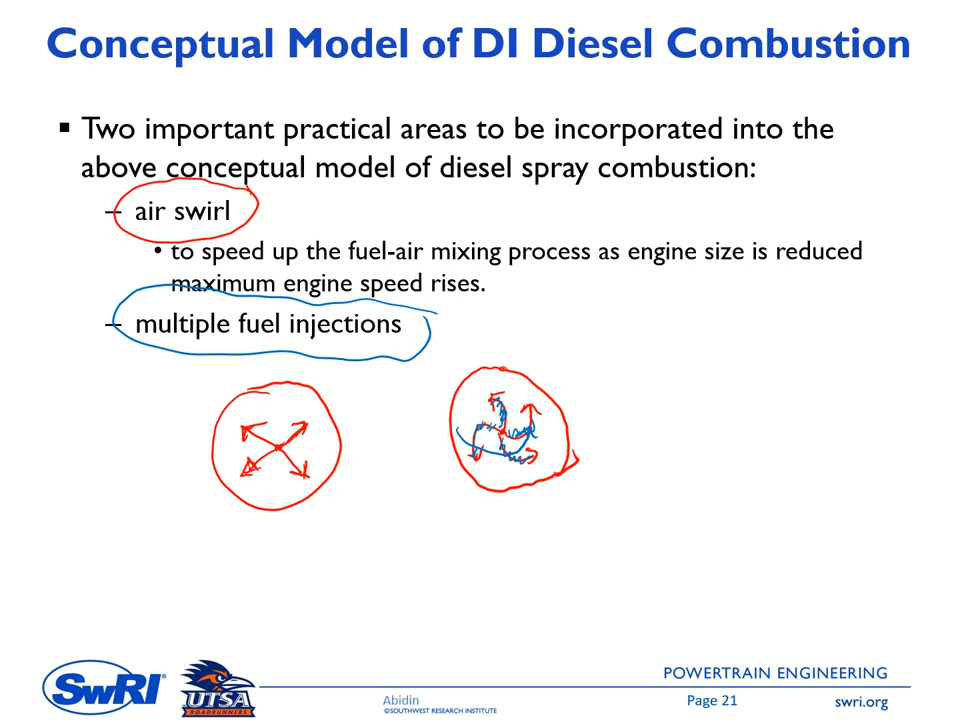 Conceptual Model of DI Diesel Combustion
▪ Two important practical areas to be incorporated into the
above conceptual model of diesel spray combustion:
– air swirl
• to speed up the fuel-air mixing process as engine size is reduced
maximum engine speed rises.
– multiple fuel injections
SwRI
UTSA
ROADRUNNERS
POWERTRAIN ENGINEERING
Abidin
©SOUTHWEST RESEARCH INSTITUTE
Page 21
swri.org